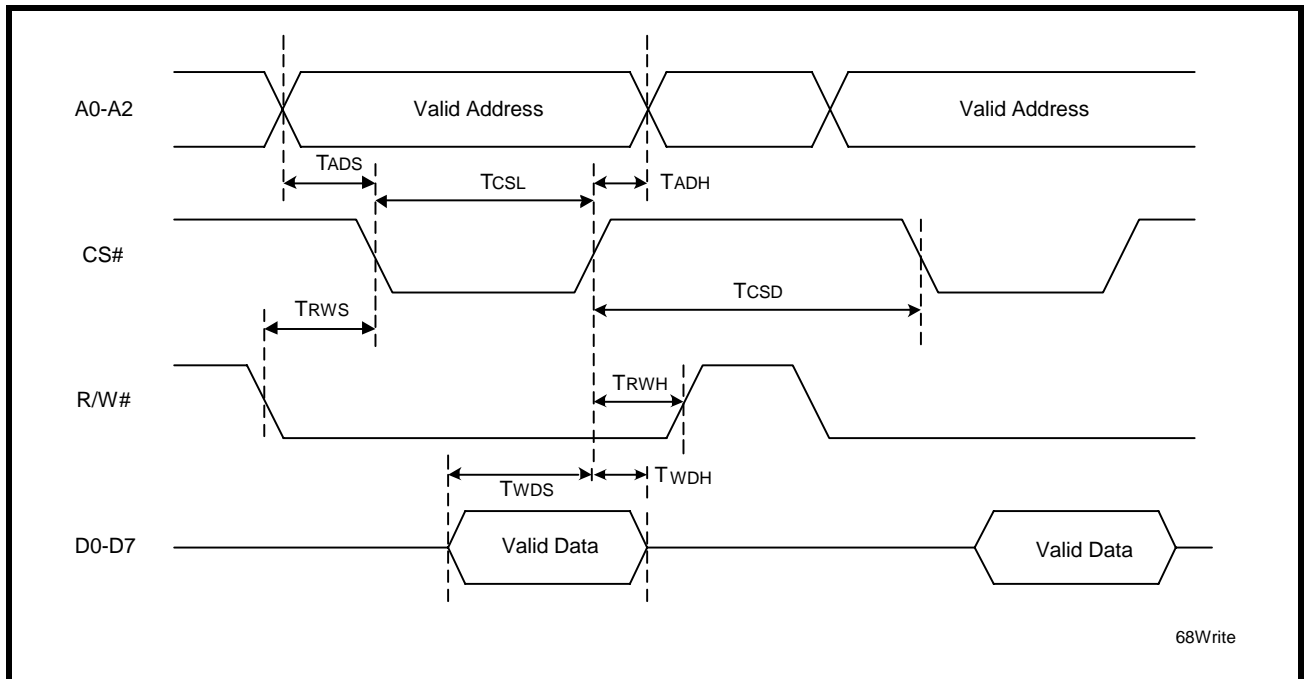 A0-A2
Valid Address
Valid Address
TADS
TCSL
TADH
CS#
TCSD
TRWS
TRWH
R/W#
TWDS
TWDH
D0-D7
Valid Data
Valid Data
68Write